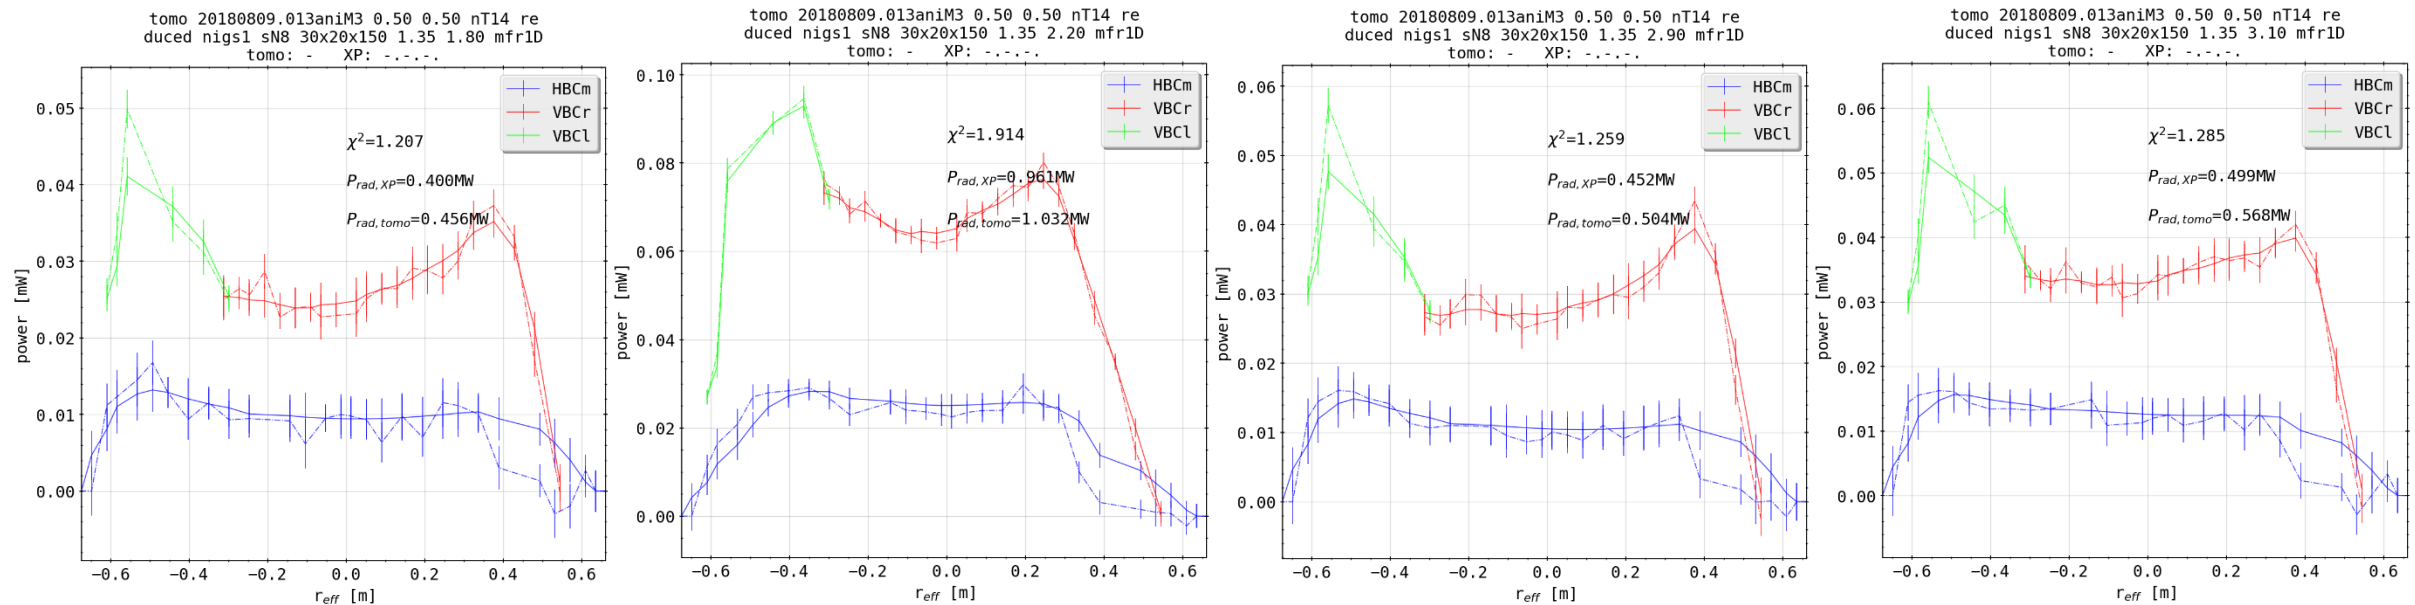 tomo 20180809.013aniM3 0.50 0.50 nT14 re
duced nigs1 sN8 30x20x150 1.35 1.80 mfr1D
tomo: -   XP: -.-.-.
HBCm
VBCr
VBCl
χ²=1.207
P_rad,XP=0.400MW
P_rad,tomo=0.456MW
0.05
0.04
0.03
0.02
0.01
0.00
power [mW]
−0.6 −0.4 −0.2 0.0 0.2 0.4 0.6
r_eff [m]
tomo 20180809.013aniM3 0.50 0.50 nT14 re
duced nigs1 sN8 30x20x150 1.35 2.20 mfr1D
tomo: -   XP: -.-.-.
HBCm
VBCr
VBCl
χ²=1.914
P_rad,XP=0.961MW
P_rad,tomo=1.032MW
0.10
0.08
0.06
0.04
0.02
0.00
power [mW]
−0.6 −0.4 −0.2 0.0 0.2 0.4 0.6
r_eff [m]
tomo 20180809.013aniM3 0.50 0.50 nT14 re
duced nigs1 sN8 30x20x150 1.35 2.90 mfr1D
tomo: -   XP: -.-.-.
HBCm
VBCr
VBCl
χ²=1.259
P_rad,XP=0.452MW
P_rad,tomo=0.504MW
0.06
0.05
0.04
0.03
0.02
0.01
0.00
power [mW]
−0.6 −0.4 −0.2 0.0 0.2 0.4 0.6
r_eff [m]
tomo 20180809.013aniM3 0.50 0.50 nT14 re
duced nigs1 sN8 30x20x150 1.35 3.10 mfr1D
tomo: -   XP: -.-.-.
HBCm
VBCr
VBCl
χ²=1.285
P_rad,XP=0.499MW
P_rad,tomo=0.568MW
0.06
0.05
0.04
0.03
0.02
0.01
0.00
power [mW]
−0.6 −0.4 −0.2 0.0 0.2 0.4 0.6
r_eff [m]